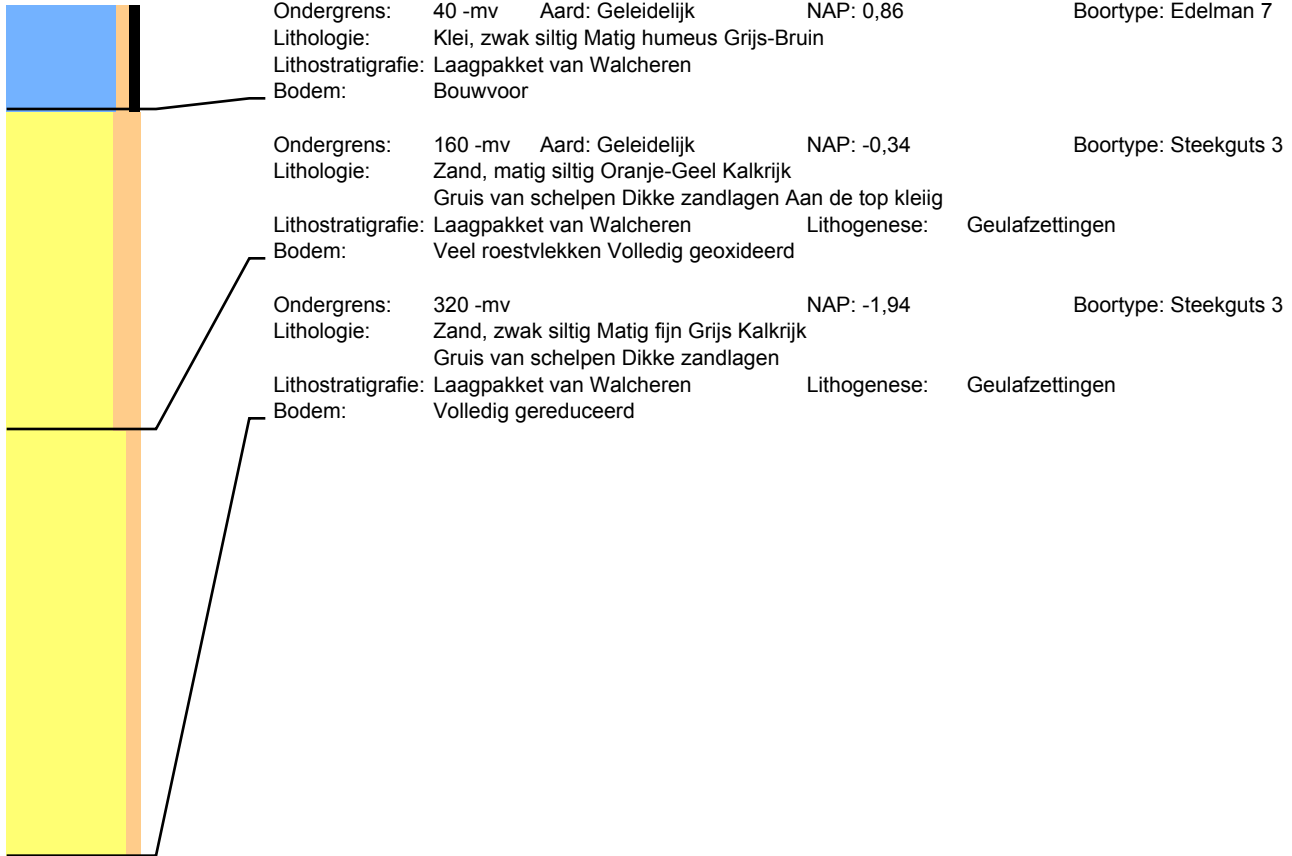 Ondergrens: 40 -mv Aard: Geleidelijk NAP: 0,86 Boortype: Edelman 7
Lithologie: Klei, zwak siltig Matig humeus Grijs-Bruin
Lithostratigrafie: Laagpakket van Walcheren
Bodem: Bouwvoor
Ondergrens: 160 -mv Aard: Geleidelijk NAP: -0,34 Boortype: Steekguts 3
Lithologie: Zand, matig siltig Oranje-Geel Kalkrijk
Gruis van schelpen Dikke zandlagen Aan de top kleiig
Lithostratigrafie: Laagpakket van Walcheren Lithogenese: Geulafzettingen
Bodem: Veel roestvlekken Volledig geoxideerd
Ondergrens: 320 -mv NAP: -1,94 Boortype: Steekguts 3
Lithologie: Zand, zwak siltig Matig fijn Grijs Kalkrijk
Gruis van schelpen Dikke zandlagen
Lithostratigrafie: Laagpakket van Walcheren Lithogenese: Geulafzettingen
Bodem: Volledig gereduceerd